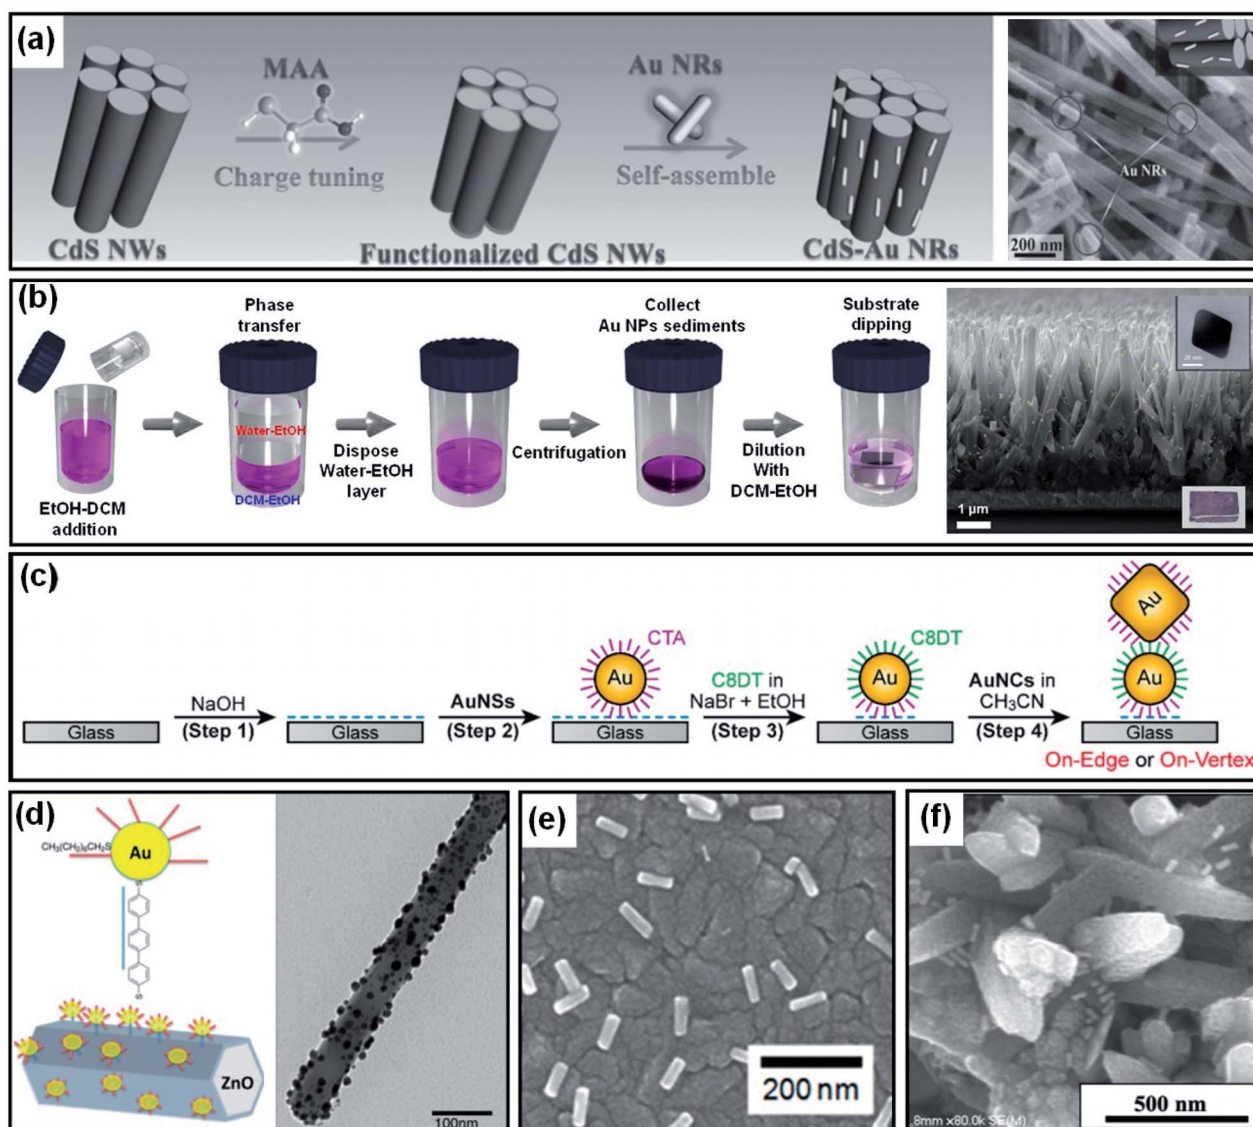 (a)
MAA
Charge tuning
Au NRs
Self-assemble
CdS NWs
Functionalized CdS NWs
CdS-Au NRs
Au NRs
200 nm
(b)
Phase
transfer
Collect
Au NPs sediments
Substrate
dipping
Water-EtOH
DCM-EtOH
Dispose
Water-EtOH
layer
Centrifugation
Dilution
With
DCM-EtOH
EtOH-DCM
addition
1 µm
(c)
Glass
NaOH
(Step 1)
Glass
AuNSs
(Step 2)
CTA
Au
Glass
C8DT in
NaBr + EtOH
(Step 3)
C8DT
Au
Glass
AuNCs in
CH3CN
(Step 4)
Au
Au
Glass
On-Edge or On-Vertex
(d)
Au
ZnO
100nm
(e)
200 nm
(f)
.8mm x80.0k SE(M)
500 nm